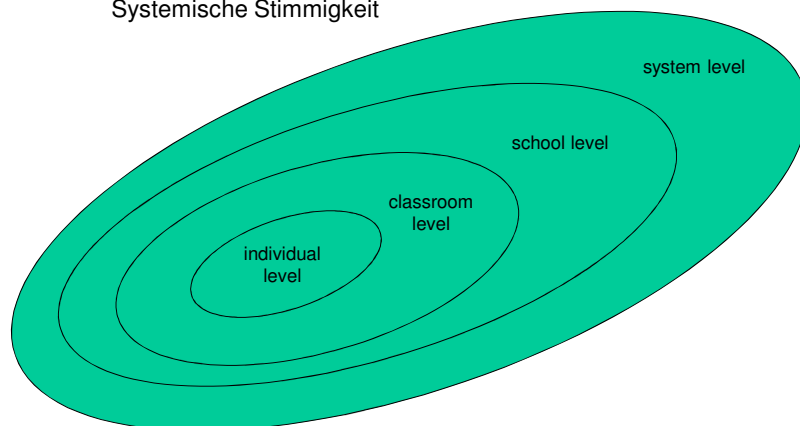 Systemische Stimmigkeit
system level
school level
classroom
level
individual
level